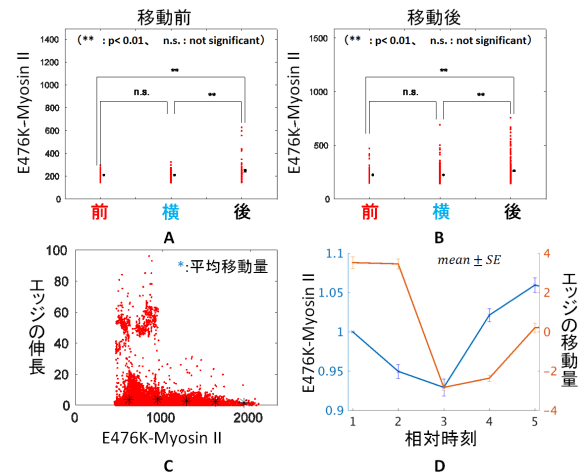 移動前
(** : p< 0.01、 n.s. : not significant)
1400
1200
1000
800
600
400
200
0
E476K-Myosin II
**
n.s.
**
前 横 後
A
移動後
(** : p< 0.01、 n.s. : not significant)
1500
1000
500
0
E476K-Myosin II
**
n.s.
**
前 横 後
B
100
80
60
40
20
0
エッジの伸長
*:平均移動量
0 1000 2000
E476K-Myosin II
C
1.1
1.05
1
0.95
0.9
E476K-Myosin II
mean ± SE
4
2
0
-2
-4
エッジの移動量
1 2 3 4 5
相対時刻
D